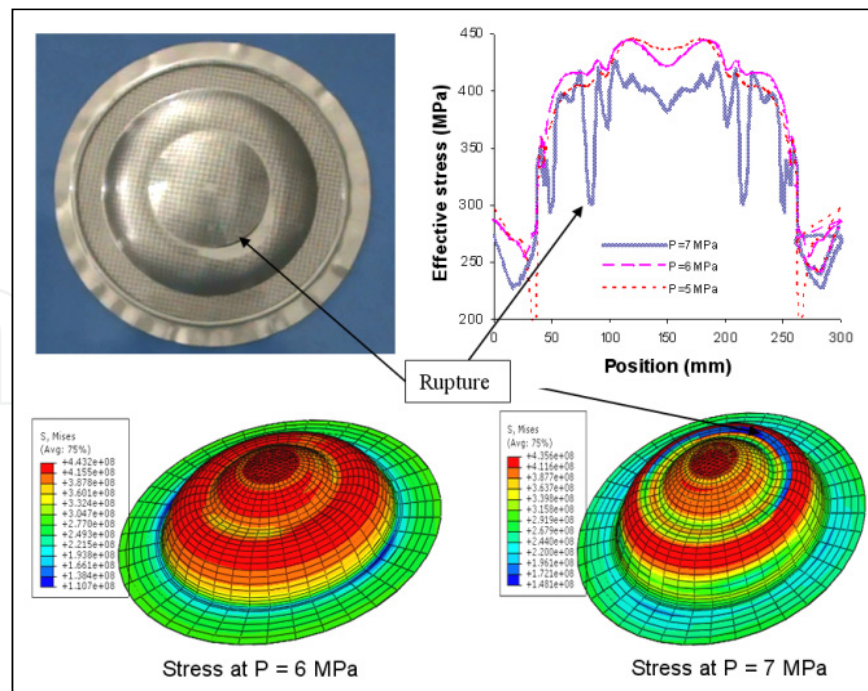 450
400
350
300
250
200
Effective stress (MPa)
P=7 MPa
P=6 MPa
P=5 MPa
0
50
100
150
200
250
300
Position (mm)
Rupture
S, Mises
(Avg: 75%)
+4.432e+08
+4.155e+08
+3.878e+08
+3.601e+08
+3.324e+08
+3.047e+08
+2.770e+08
+2.493e+08
+2.215e+08
+1.938e+08
+1.661e+08
+1.384e+08
+1.107e+08
S, Mises
(Avg: 75%)
+4.356e+08
+4.116e+08
+3.877e+08
+3.637e+08
+3.398e+08
+3.158e+08
+2.919e+08
+2.679e+08
+2.440e+08
+2.200e+08
+1.961e+08
+1.721e+08
+1.481e+08
Stress at P = 6 MPa
Stress at P = 7 MPa